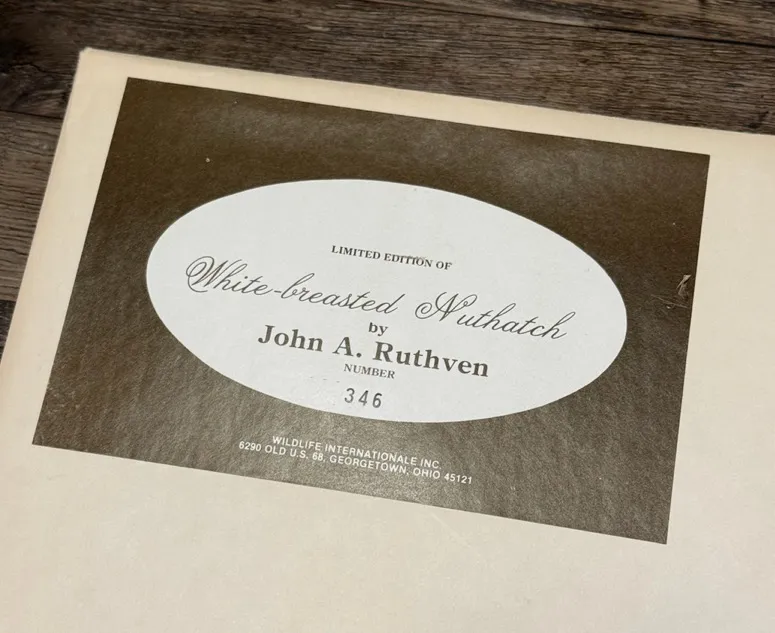 LIMITED EDITION OF
White-breasted Nuthatch
by
John A. Ruthven
NUMBER
346
WILDLIFE INTERNATIONALE INC.
6290 OLD U.S. 68, GEORGETOWN, OHIO 45121